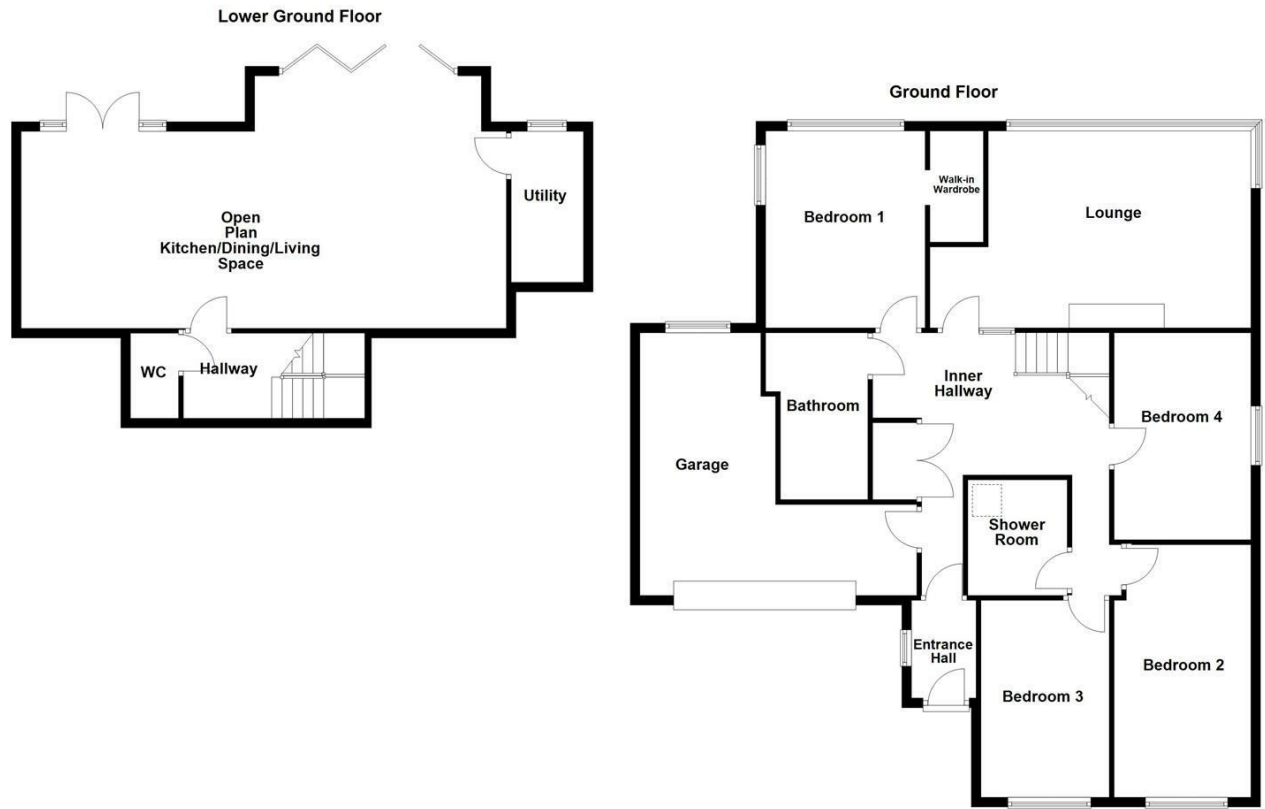 Lower Ground Floor
Open
Plan
Kitchen/Dining/Living
Space
Utility
WC
Hallway
Ground Floor
Bedroom 1
Walk-in
Wardrobe
Lounge
Garage
Bathroom
Inner
Hallway
Bedroom 4
Shower
Room
Entrance
Hall
Bedroom 3
Bedroom 2